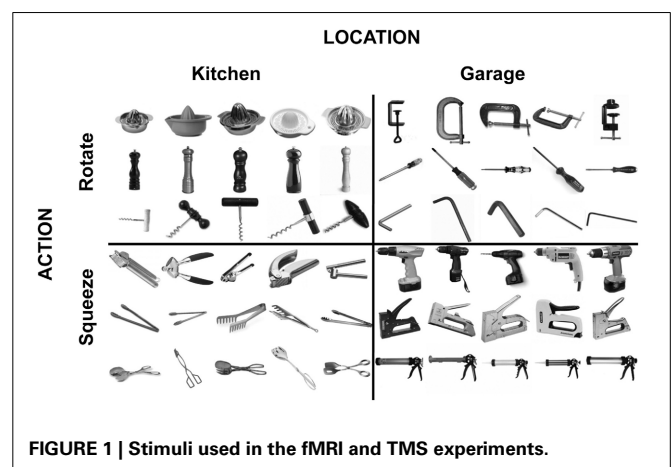 LOCATION
Kitchen Garage
ACTION
Rotate
Squeeze
FIGURE 1 | Stimuli used in the fMRI and TMS experiments.